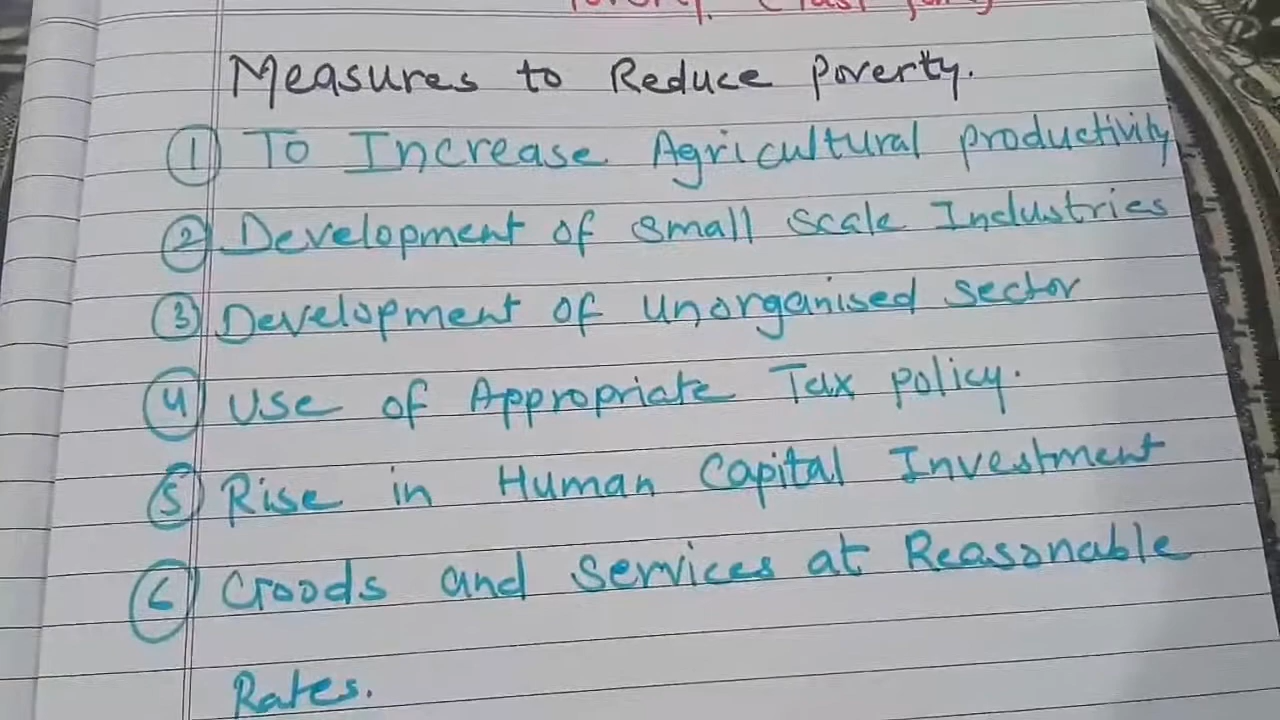 Poverty. Class
Measures to Reduce Poverty.
① To Increase Agricultural productivity
② Development of small scale Industries
③ Development of unorganised sector
④ Use of Appropriate Tax policy.
⑤ Rise in Human Capital Investment
⑥ Goods and services at Reasonable
Rates.